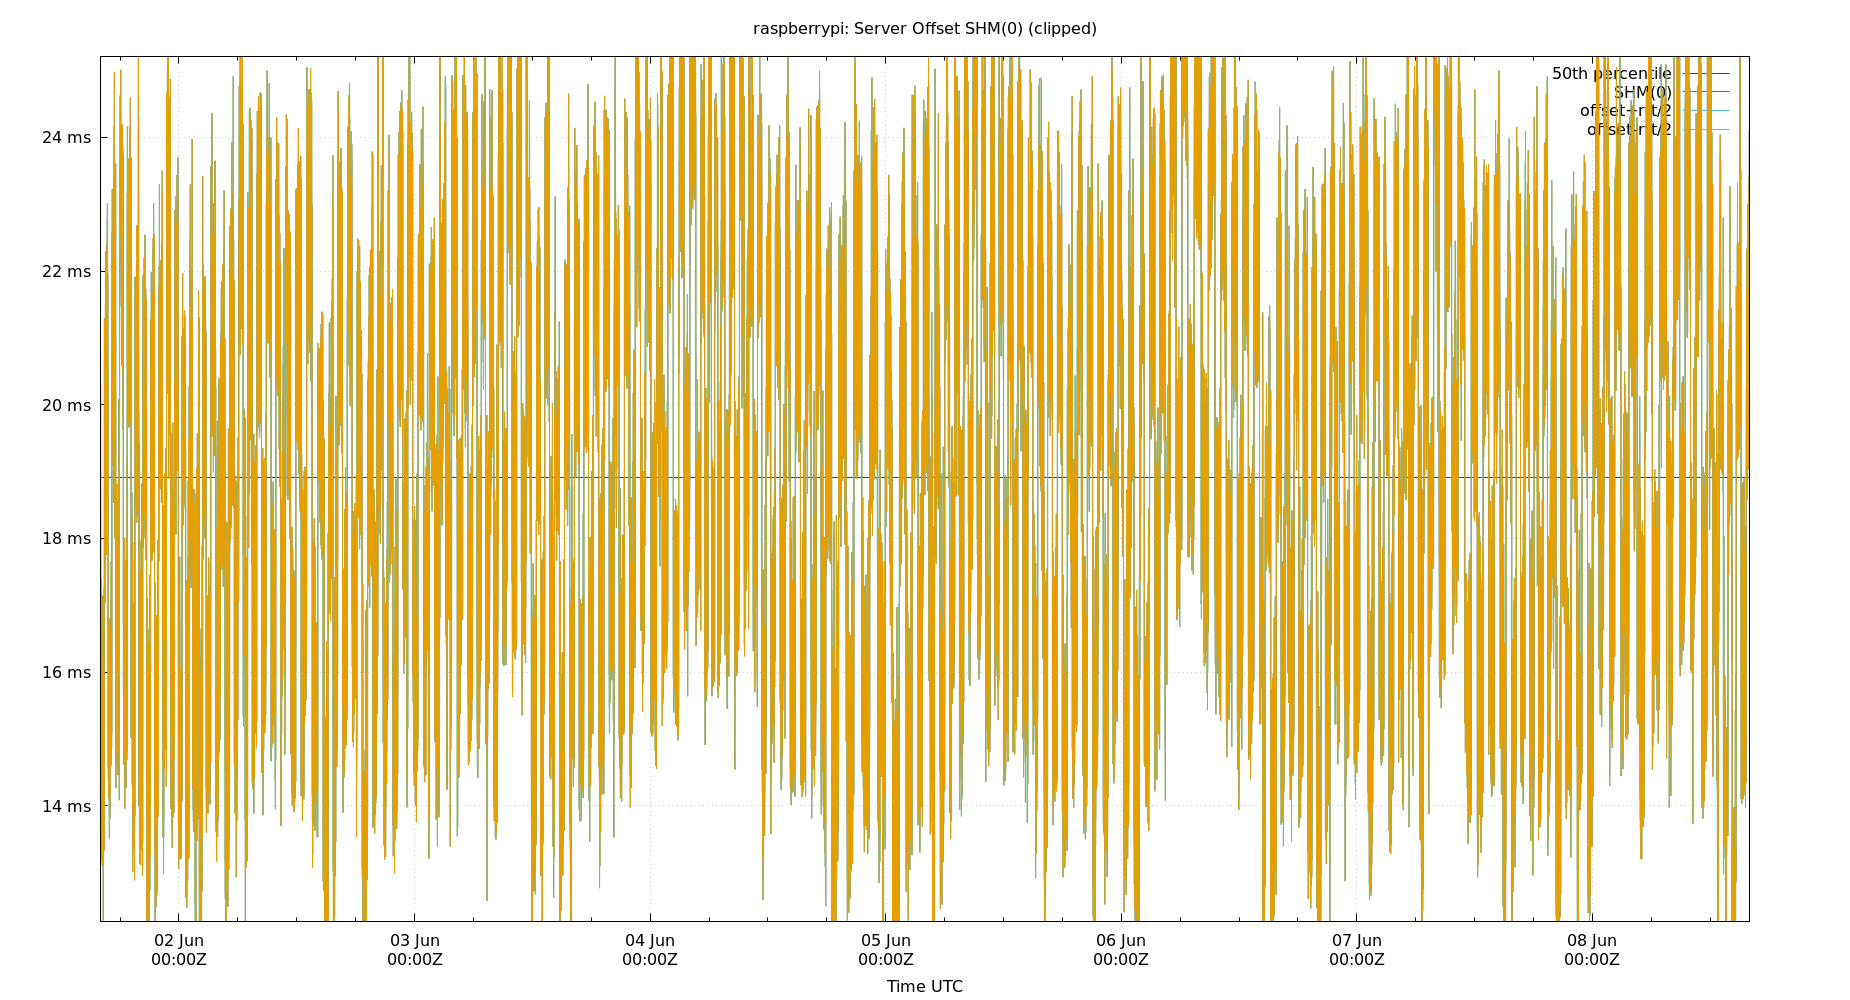 raspberrypi: Server Offset SHM(0) (clipped)
50th percentile
SHM(0)
offset+rtt/2
offset-rtt/2
24 ms
22 ms
20 ms
18 ms
16 ms
14 ms
02 Jun
00:00Z
03 Jun
00:00Z
04 Jun
00:00Z
05 Jun
00:00Z
06 Jun
00:00Z
07 Jun
00:00Z
08 Jun
00:00Z
Time UTC